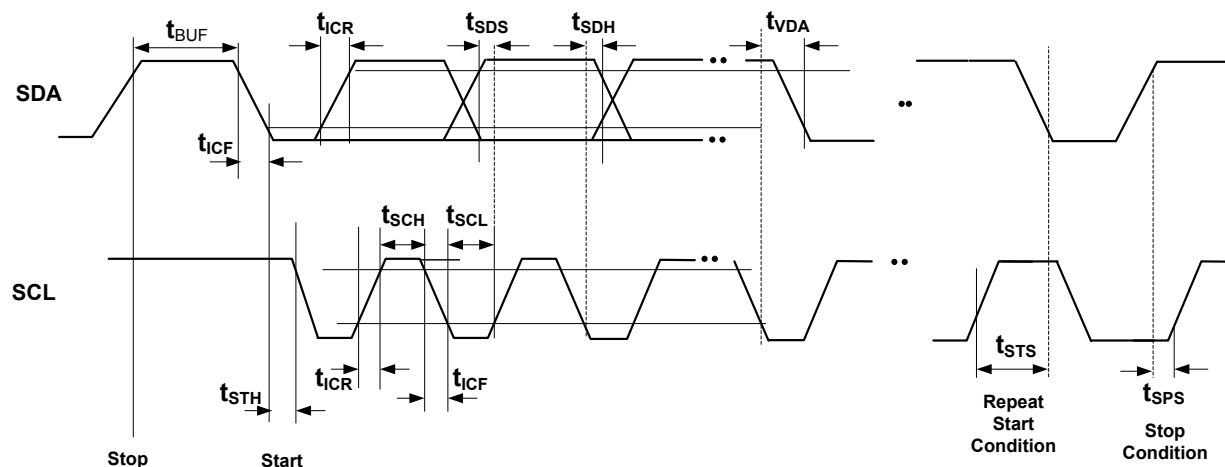 tBUF
tICR
tSDS
tSDH
tVDA
SDA
tICF
tSCH
tSCL
SCL
tICR
tICF
tSTH
tSTS
tSPS
Repeat
Start
Condition
Stop
Condition
Stop
Start